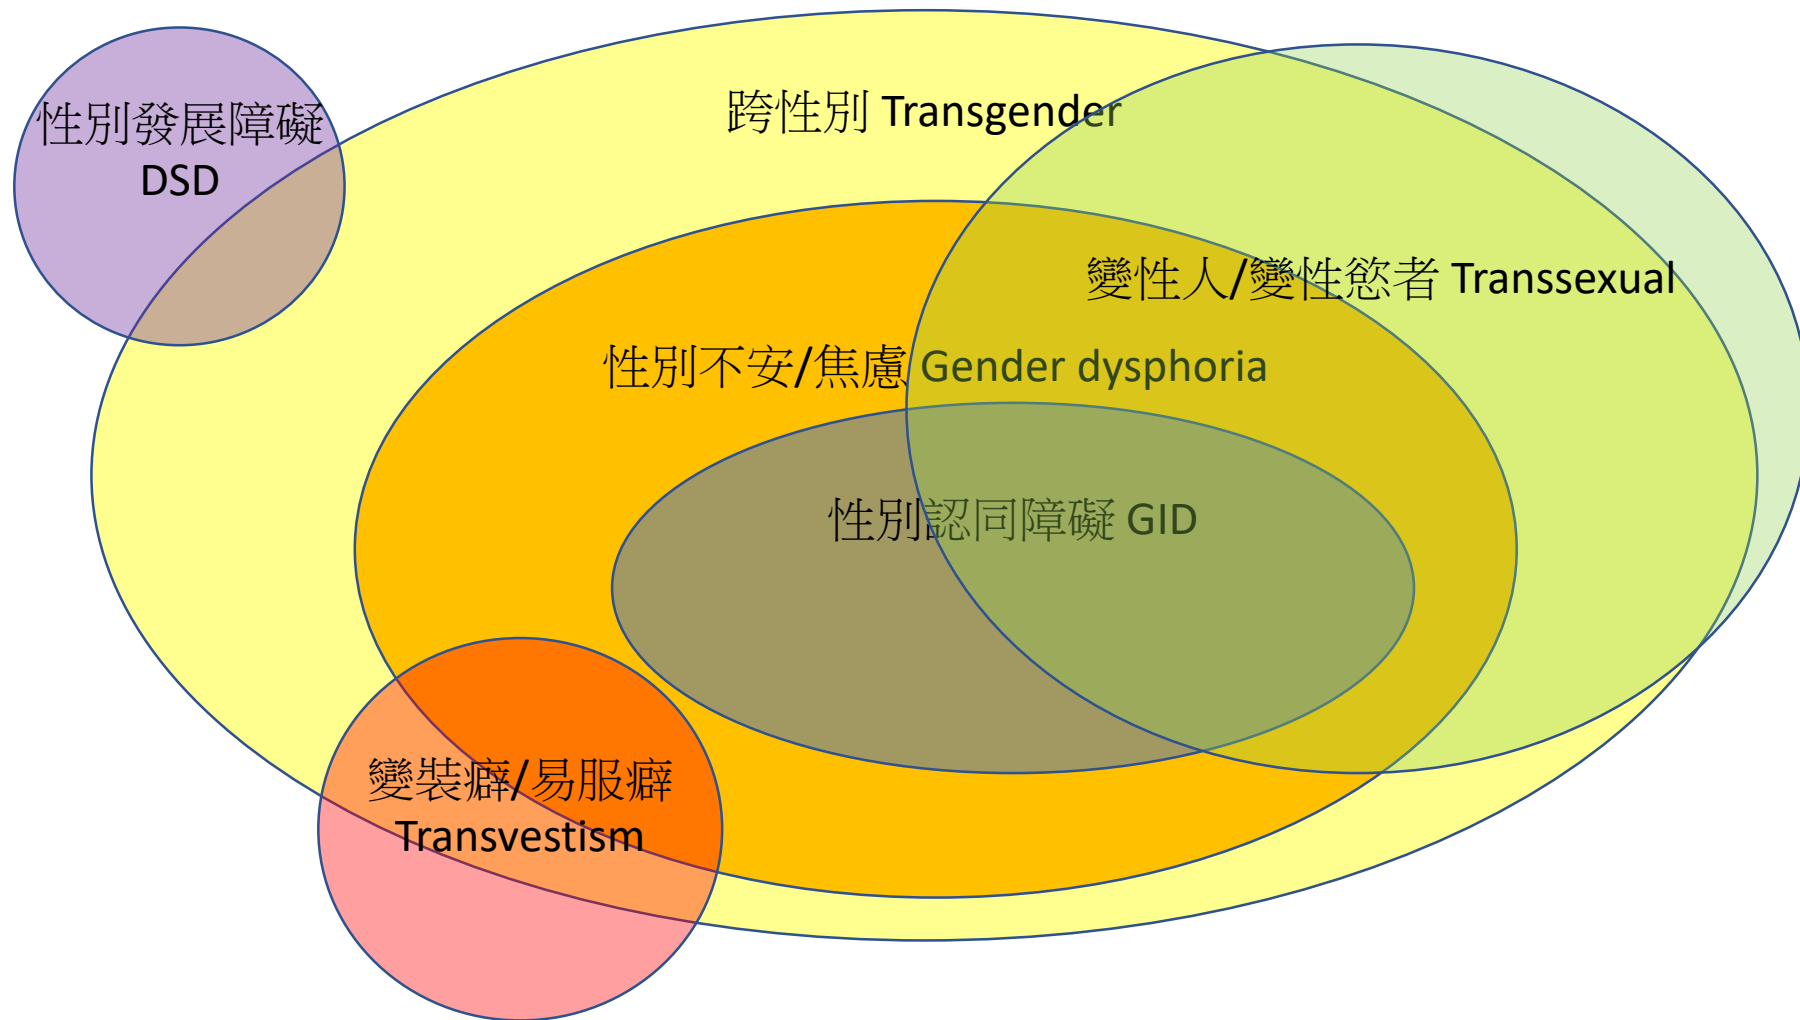 性別發展障礙
DSD
跨性別 Transgender
變性人/變性慾者 Transsexual
性別不安/焦慮 Gender dysphoria
性別認同障礙 GID
變裝癖/易服癖
Transvestism